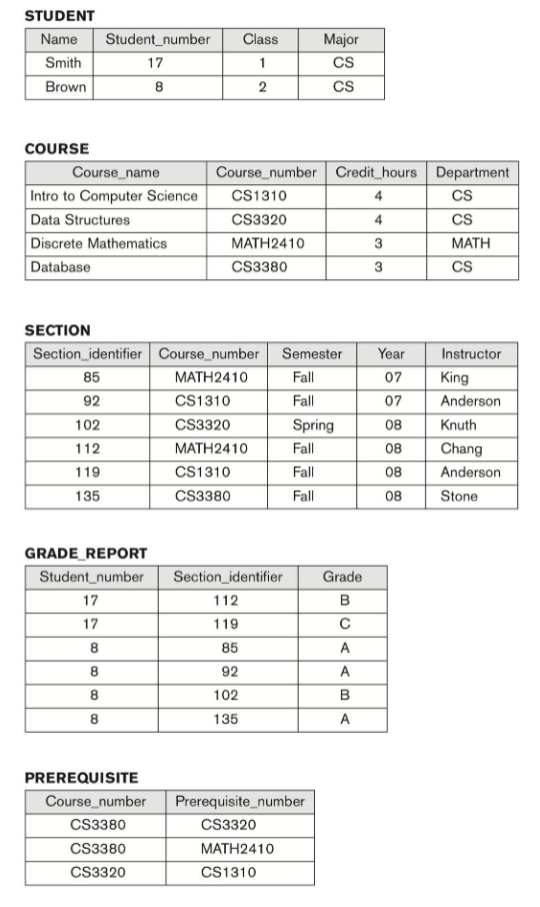 STUDENT
Name Student_number Class Major
Smith 17 1 CS
Brown 8 2 CS
COURSE
Course_name Course_number Credit_hours Department
Intro to Computer Science CS1310 4 CS
Data Structures CS3320 4 CS
Discrete Mathematics MATH2410 3 MATH
Database CS3380 3 CS
SECTION
Section_identifier Course_number Semester Year Instructor
85 MATH2410 Fall 07 King
92 CS1310 Fall 07 Anderson
102 CS3320 Spring 08 Knuth
112 MATH2410 Fall 08 Chang
119 CS1310 Fall 08 Anderson
135 CS3380 Fall 08 Stone
GRADE_REPORT
Student_number Section_identifier Grade
17 112 B
17 119 C
8 85 A
8 92 A
8 102 B
8 135 A
PREREQUISITE
Course_number Prerequisite_number
CS3380 CS3320
CS3380 MATH2410
CS3320 CS1310